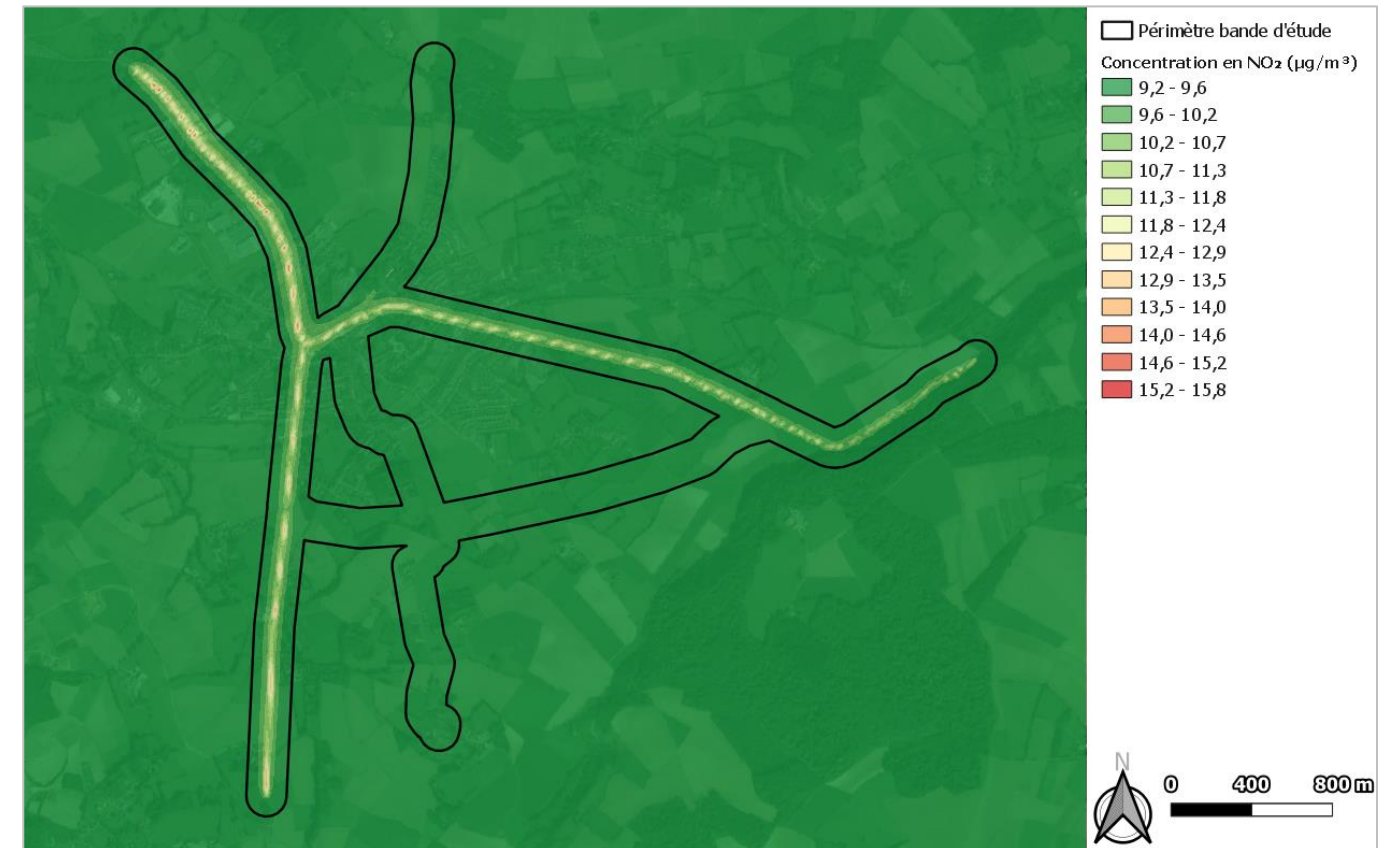 Périmètre bande d'étude
Concentration en NO₂ (µg/m³)
9,2 - 9,6
9,6 - 10,2
10,2 - 10,7
10,7 - 11,3
11,3 - 11,8
11,8 - 12,4
12,4 - 12,9
12,9 - 13,5
13,5 - 14,0
14,0 - 14,6
14,6 - 15,2
15,2 - 15,8
N
0 400 800 m